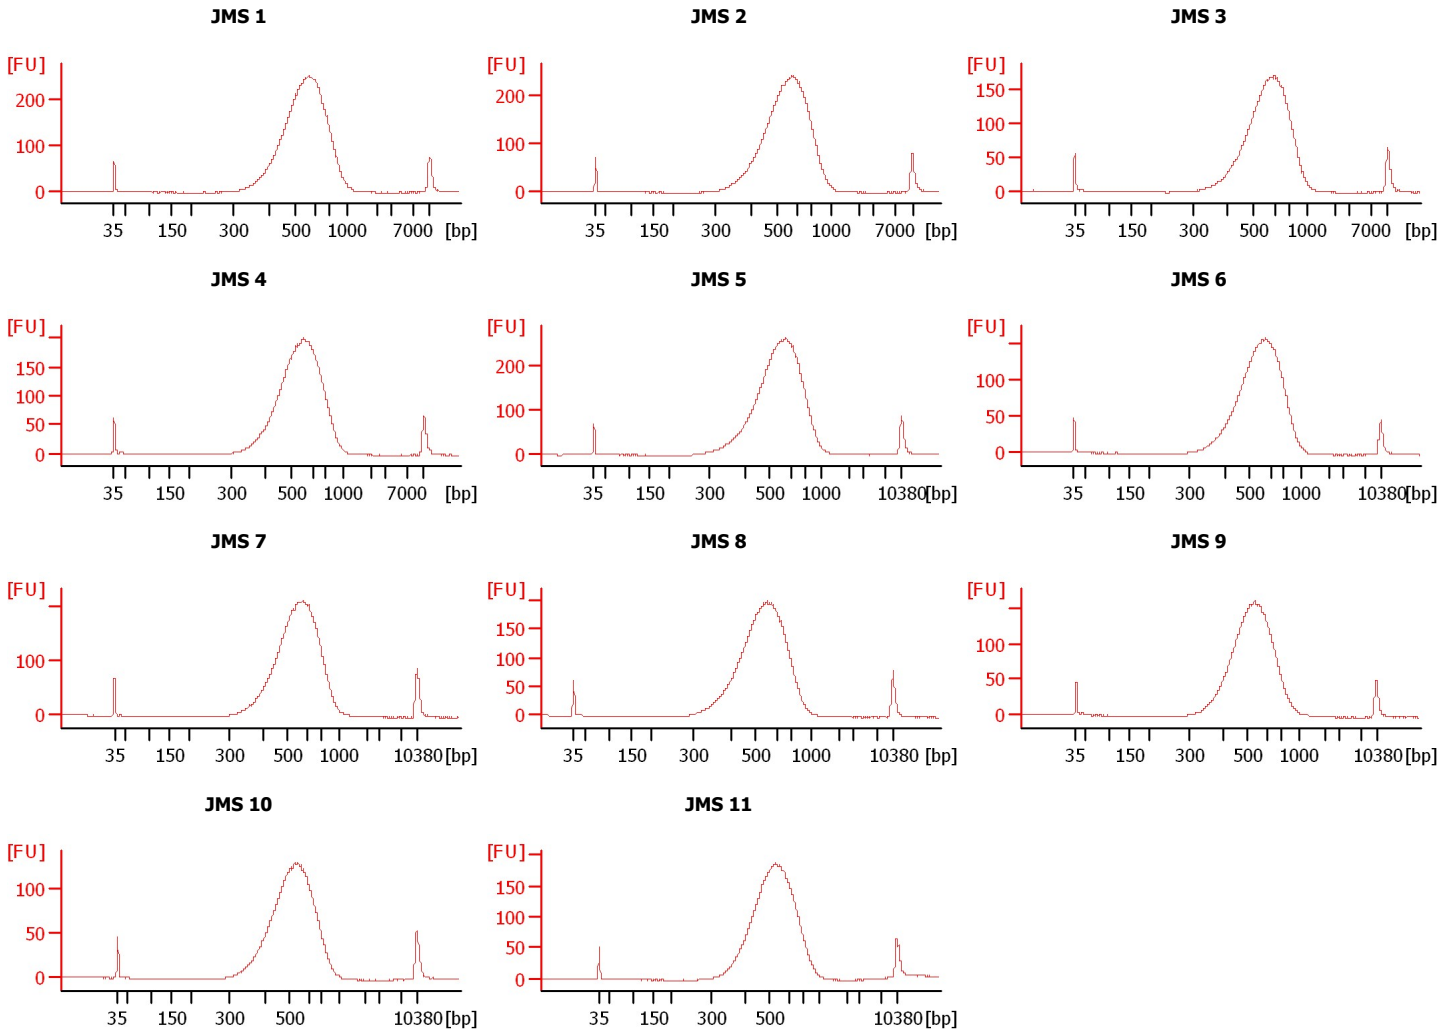 JMS 1 JMS 2 JMS 3
[FU] [FU] [FU]
200 200 150
100 100 100
0 0 50
0
35 150 300 500 1000 7000 [bp] 35 150 300 500 1000 7000 [bp] 35 150 300 500 1000 7000 [bp]
JMS 4 JMS 5 JMS 6
[FU] [FU] [FU]
150 200 100
100 100 50
50 0 0
0
35 150 300 500 1000 7000 [bp] 35 150 300 500 1000 10380[bp] 35 150 300 500 1000 10380[bp]
JMS 7 JMS 8 JMS 9
[FU] [FU] [FU]
100 150 100
0 100 50
50 0
0
35 150 300 500 1000 10380[bp] 35 150 300 500 1000 10380 [bp] 35 150 300 500 1000 10380[bp]
JMS 10 JMS 11
[FU] [FU]
100 150
50 100
0 50
0
35 150 300 500 10380[bp] 35 150 300 500 10380[bp]